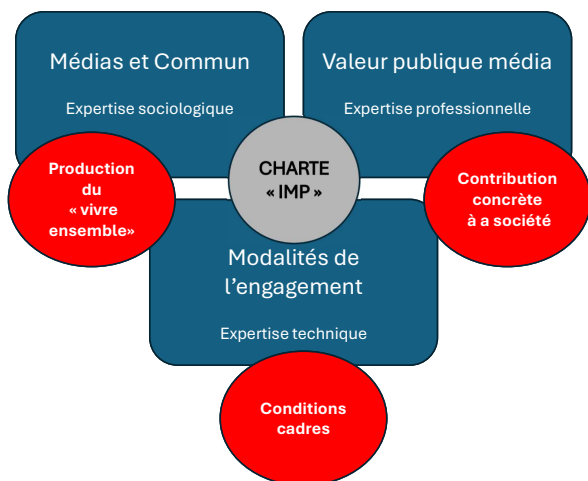 Médias et Commun
Expertise sociologique
Valeur publique média
Expertise professionnelle
Production
du
« vivre
ensemble»
CHARTE
« IMP »
Contribution
concrète
à a société
Modalités de
l’engagement
Expertise technique
Conditions
cadres